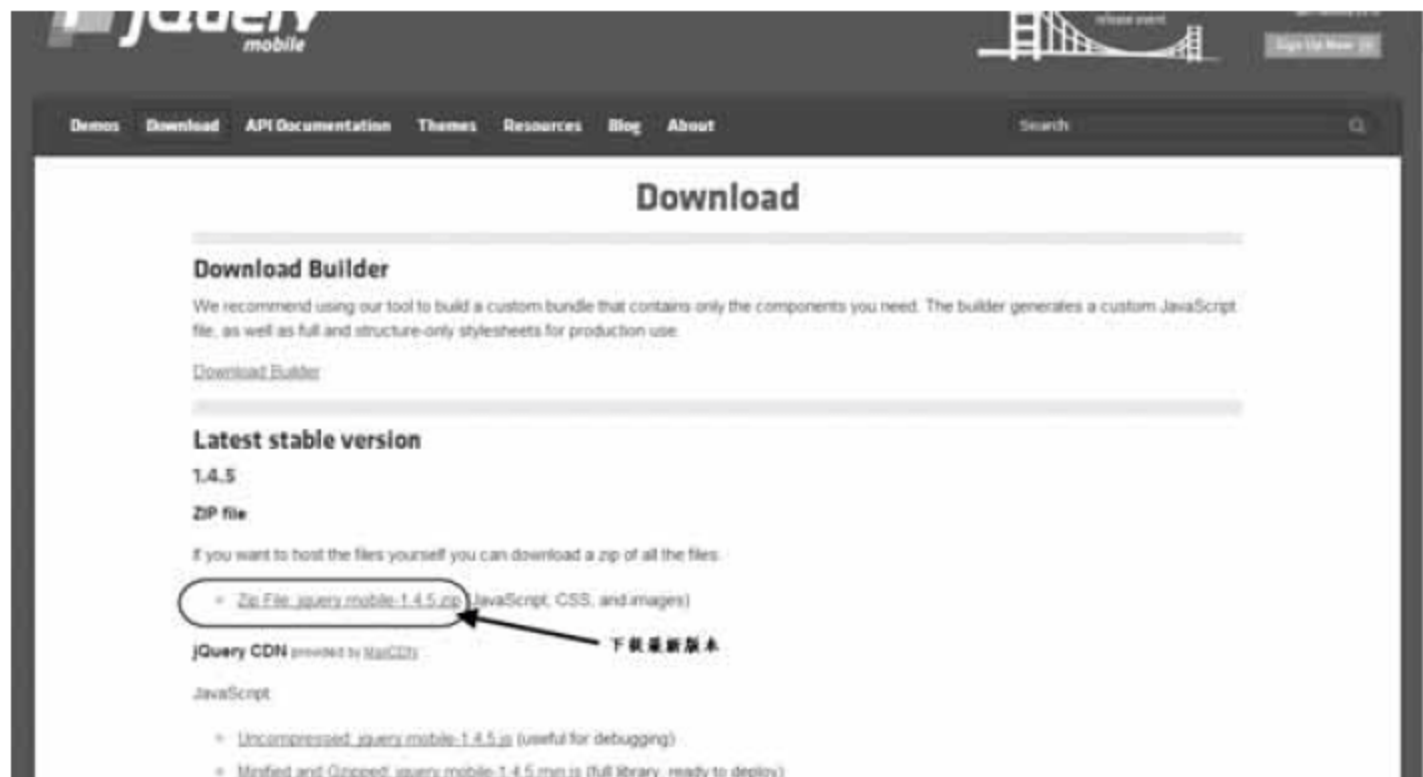 jQuery
mobile
release event
Sign Up Now
Demos Download API Documentation Themes Resources Blog About
Search
Download
Download Builder
We recommend using our tool to build a custom bundle that contains only the components you need. The builder generates a custom JavaScript
file, as well as full and structure-only stylesheets for production use.
Download Builder
Latest stable version
1.4.5
ZIP file
If you want to host the files yourself you can download a zip of all the files.
Zip File: jquery.mobile-1.4.5.zip (JavaScript, CSS, and images)
下载最新版本
jQuery CDN provided by MaxCDN
JavaScript
Uncompressed: jquery.mobile-1.4.5.js (useful for debugging)
Minified and Gzipped: jquery.mobile-1.4.5.min.js (full library, ready to deploy)